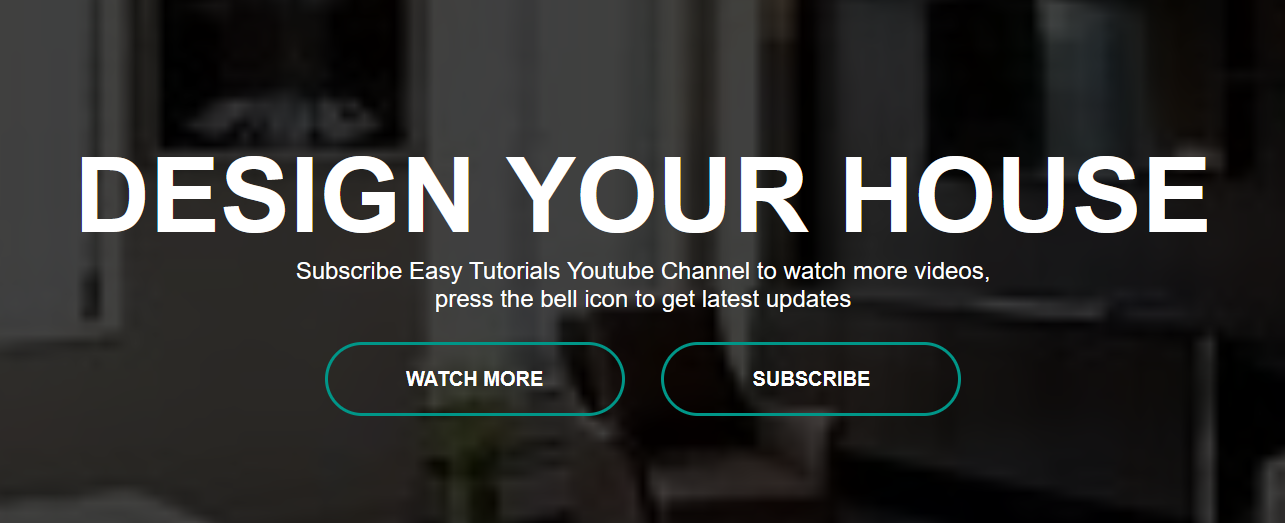 DESIGN YOUR HOUSE
Subscribe Easy Tutorials Youtube Channel to watch more videos,
press the bell icon to get latest updates
WATCH MORE
SUBSCRIBE